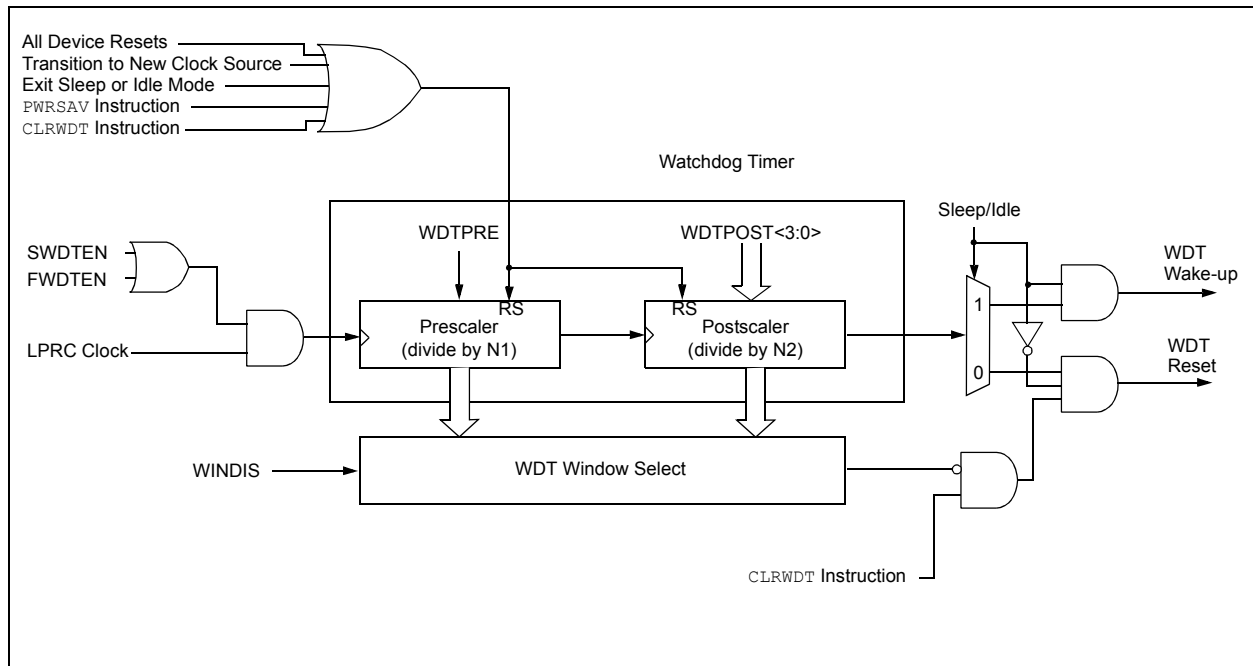 All Device Resets
Transition to New Clock Source
Exit Sleep or Idle Mode
PWRSAV Instruction
CLRWDT Instruction
Watchdog Timer
Sleep/Idle
WDTPRE
WDTPOST<3:0>
SWDTEN
FWDTEN
WDT
Wake-up
RS
RS
1
Prescaler
(divide by N1)
Postscaler
(divide by N2)
LPRC Clock
WDT
Reset
0
WINDIS
WDT Window Select
CLRWDT Instruction